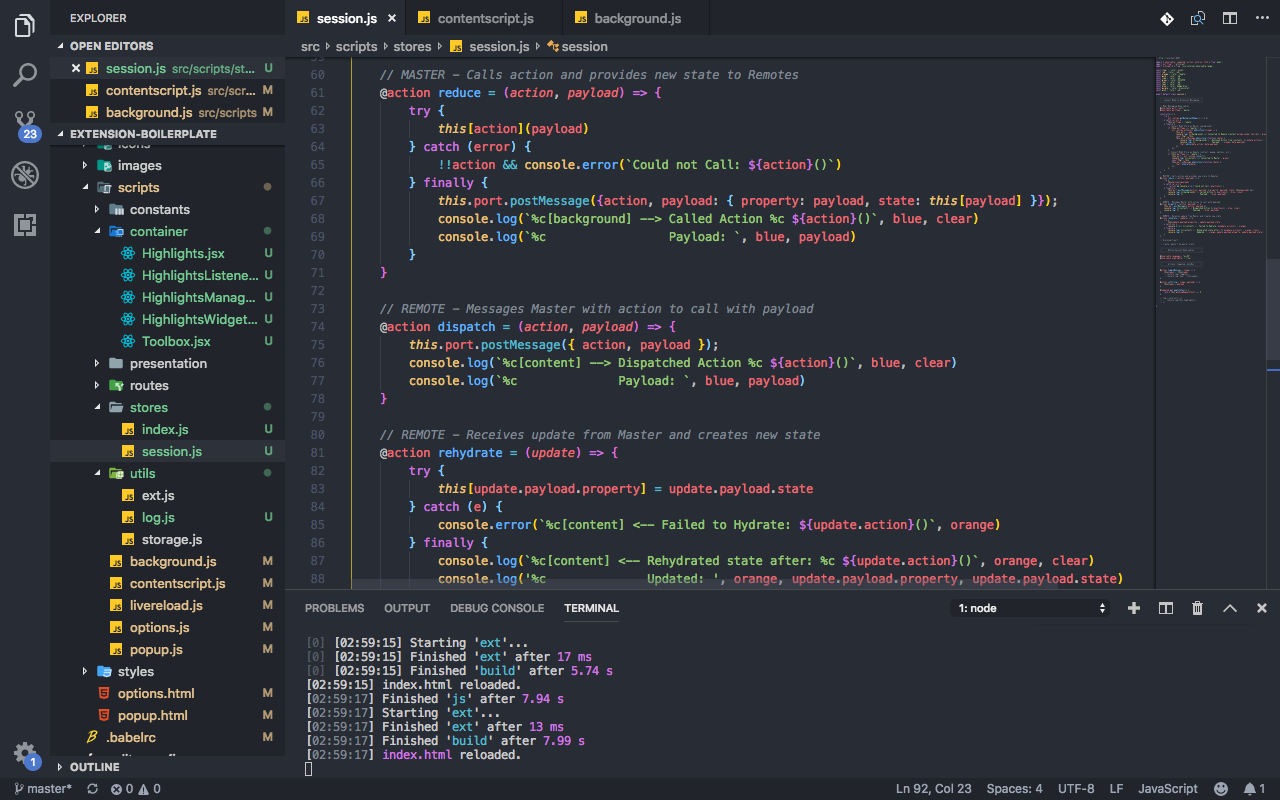 EXPLORER
OPEN EDITORS
session.js src/scripts/st... U
contentscript.js src/scr... M
background.js src/scripts M
23
EXTENSION-BOILERPLATE
icons
images
scripts
constants
container
Highlights.jsx U
HighlightsListene... U
HighlightsManag... U
HighlightsWidget... U
Toolbox.jsx U
presentation
routes
stores
index.js U
session.js U
utils
ext.js
log.js U
storage.js
background.js M
contentscript.js M
livereload.js M
options.js M
popup.js M
styles
options.html M
popup.html M
.babelrc M
OUTLINE
1
session.js contentscript.js background.js
src scripts stores session.js session
60 // MASTER – Calls action and provides new state to Remotes
61 @action reduce = (action, payload) => {
62 try {
63 this[action](payload)
64 } catch (error) {
65 !!action && console.error(`Could not Call: ${action}()`)
66 } finally {
67 this.port.postMessage({action, payload: { property: payload, state: this[payload] }});
68 console.log(`%c[background] --> Called Action %c ${action}()`, blue, clear)
69 console.log(`%c Payload: `, blue, payload)
70 }
71 }
72
73 // REMOTE – Messages Master with action to call with payload
74 @action dispatch = (action, payload) => {
75 this.port.postMessage({ action, payload });
76 console.log(`%c[content] --> Dispatched Action %c ${action}()`, blue, clear)
77 console.log(`%c Payload: `, blue, payload)
78 }
79
80 // REMOTE – Receives update from Master and creates new state
81 @action rehydrate = (update) => {
82 try {
83 this[update.payload.property] = update.payload.state
84 } catch (e) {
85 console.error(`%c[content] <-- Failed to Hydrate: ${update.action}()`, orange)
86 } finally {
87 console.log(`%c[content] <-- Rehydrated state after: %c ${update.action}()`, orange, clear)
88 console.log('%c Updated: ', orange, update.payload.property, update.payload.state)
PROBLEMS OUTPUT DEBUG CONSOLE TERMINAL 1: node
[0] [02:59:15] Starting 'ext'...
[0] [02:59:15] Finished 'ext' after 17 ms
[0] [02:59:15] Finished 'build' after 5.74 s
[02:59:15] index.html reloaded.
[02:59:17] Finished 'js' after 7.94 s
[02:59:17] Starting 'ext'...
[02:59:17] Finished 'ext' after 13 ms
[02:59:17] Finished 'build' after 7.99 s
[02:59:17] index.html reloaded.
master* 0 0 Ln 92, Col 23 Spaces: 4 UTF-8 LF JavaScript 1